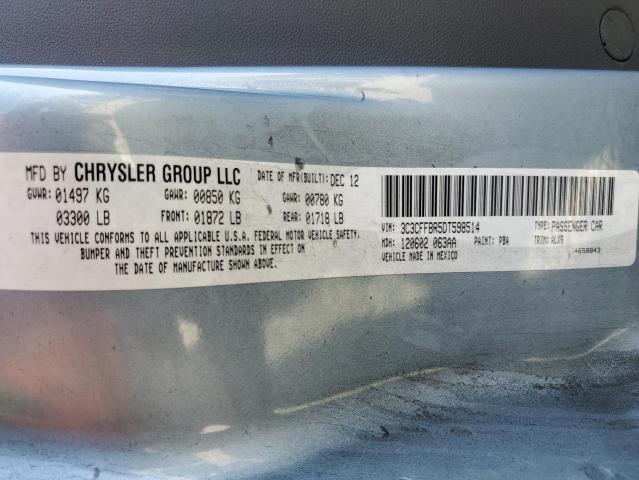 MFD BY CHRYSLER GROUP LLC DATE OF MFR(BUILT): DEC 12
GVWR: 01497 KG GAWR: 00850 KG GAWR: 00780 KG
03300 LB FRONT: 01872 LB REAR: 01718 LB
THIS VEHICLE CONFORMS TO ALL APPLICABLE U.S.A. FEDERAL MOTOR VEHICLE SAFETY,
BUMPER AND THEFT PREVENTION STANDARDS IN EFFECT ON
THE DATE OF MANUFACTURE SHOWN ABOVE.
VIN: 3C3CFFBR5DT598514 TYPE: PASSENGER CAR
MDH: 120602 063AA PAINT: PBA TRIM: ALX9
VEHICLE MADE IN MEXICO 4658843